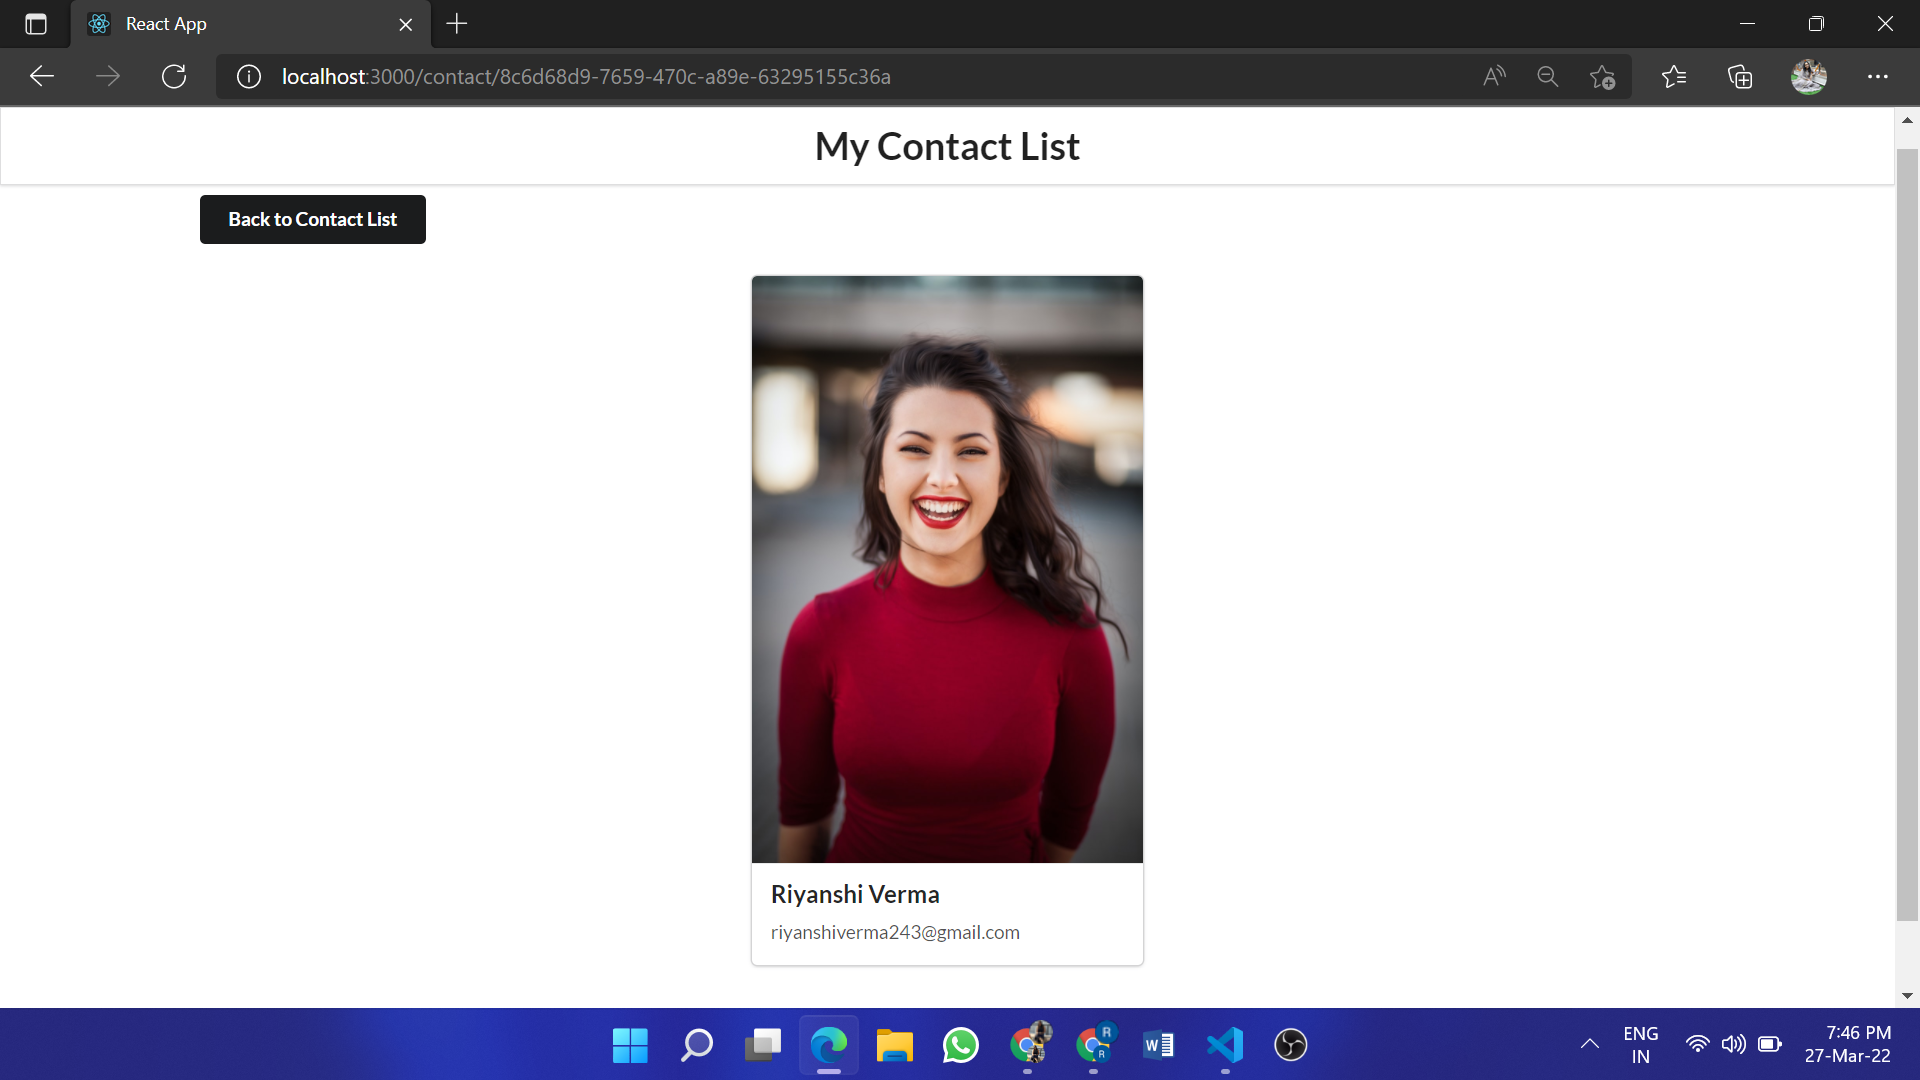 React App
localhost:3000/contact/8c6d68d9-7659-470c-a89e-63295155c36a
My Contact List
Back to Contact List
Riyanshi Verma
riyanshiverma243@gmail.com
ENG
IN
7:46 PM
27-Mar-22